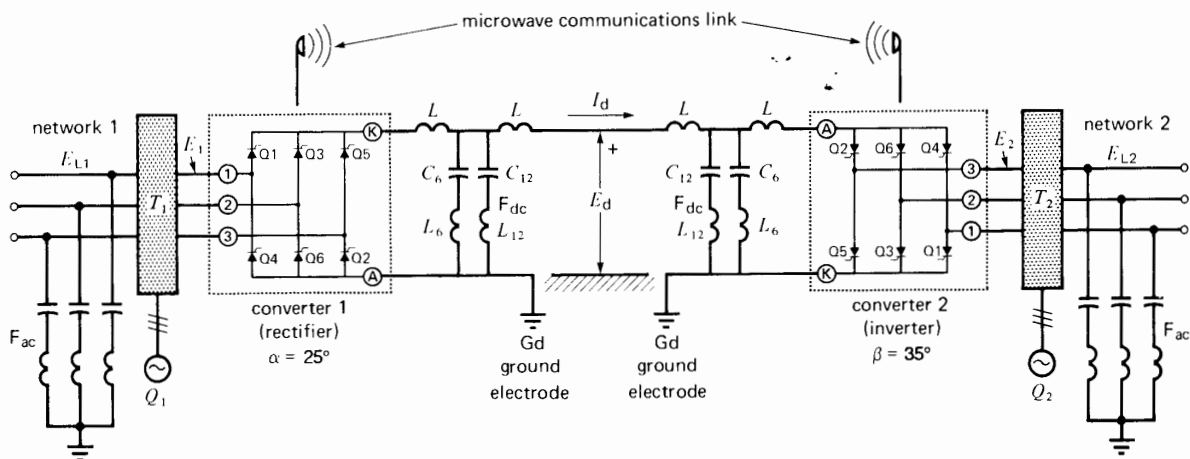 microwave communications link
network 1
E_L1
E_1
T_1
1
2
3
Q1
Q3
Q5
Q4
Q6
Q2
K
A
converter 1
(rectifier)
α = 25°
F_ac
Q_1
L
L
I_d
L
L
C_6
C_12
F_dc
L_6
L_12
+
E_d
C_12
C_6
F_dc
L_12
L_6
Gd
ground
electrode
Gd
ground
electrode
A
K
Q2
Q6
Q4
Q5
Q3
Q1
3
2
1
converter 2
(inverter)
β = 35°
E_2
T_2
network 2
E_L2
F_ac
Q_2